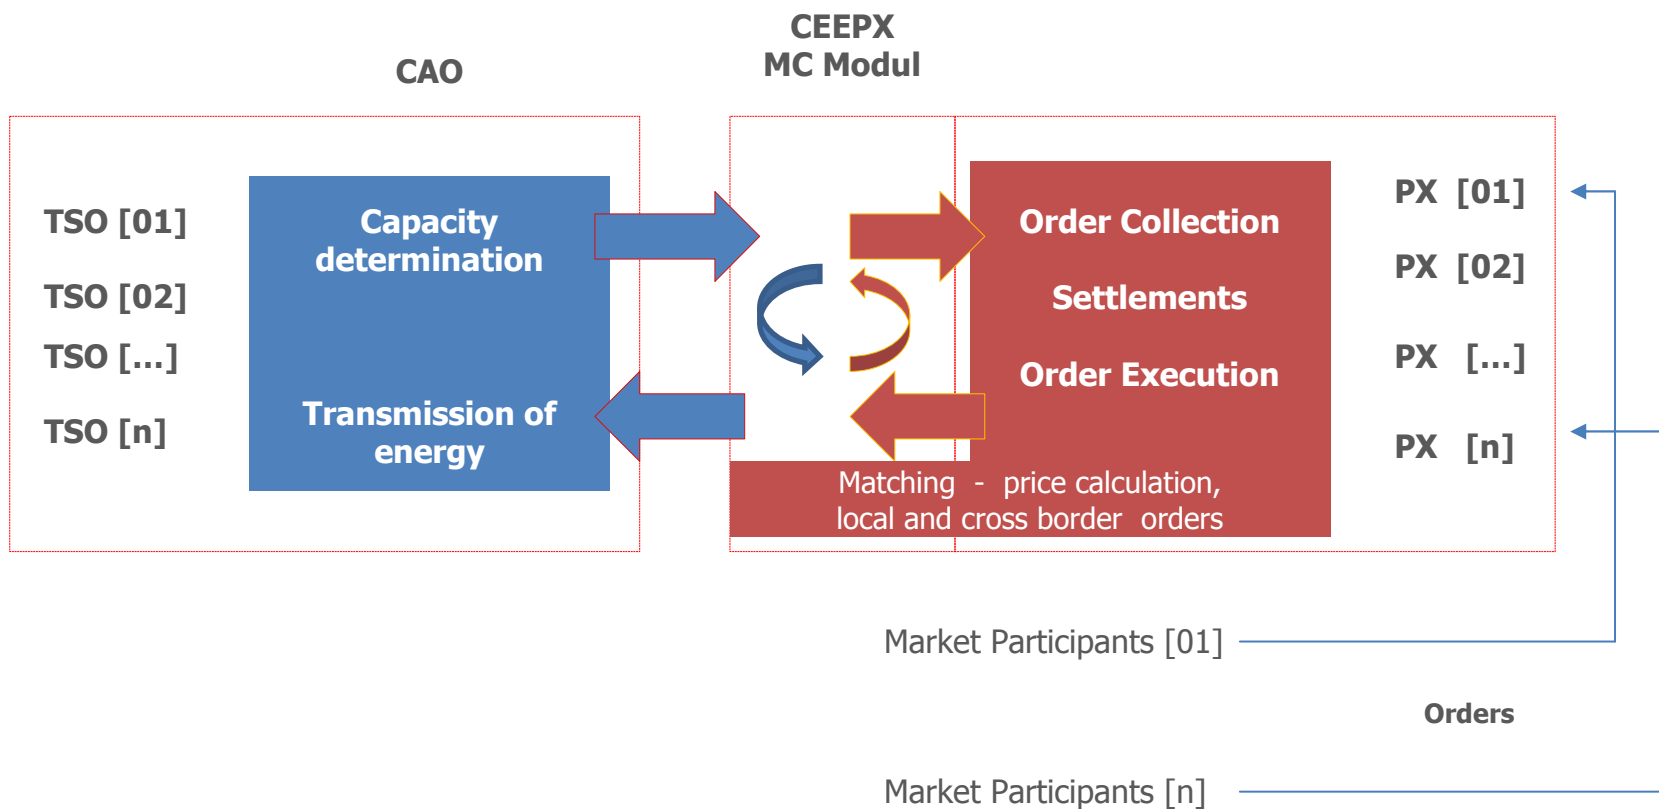 CEEPX
MC Modul
CAO
TSO [01]
TSO [02]
TSO [...]
TSO [n]
Capacity
determination
Transmission of
energy
Order Collection
Settlements
Order Execution
Matching - price calculation,
local and cross border orders
PX [01]
PX [02]
PX [...]
PX [n]
Market Participants [01]
Orders
Market Participants [n]